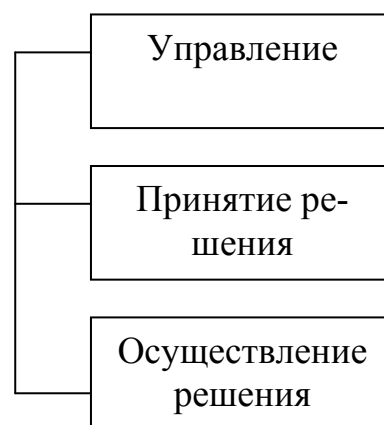 Управление
Принятие ре-
шения
Осуществление
решения